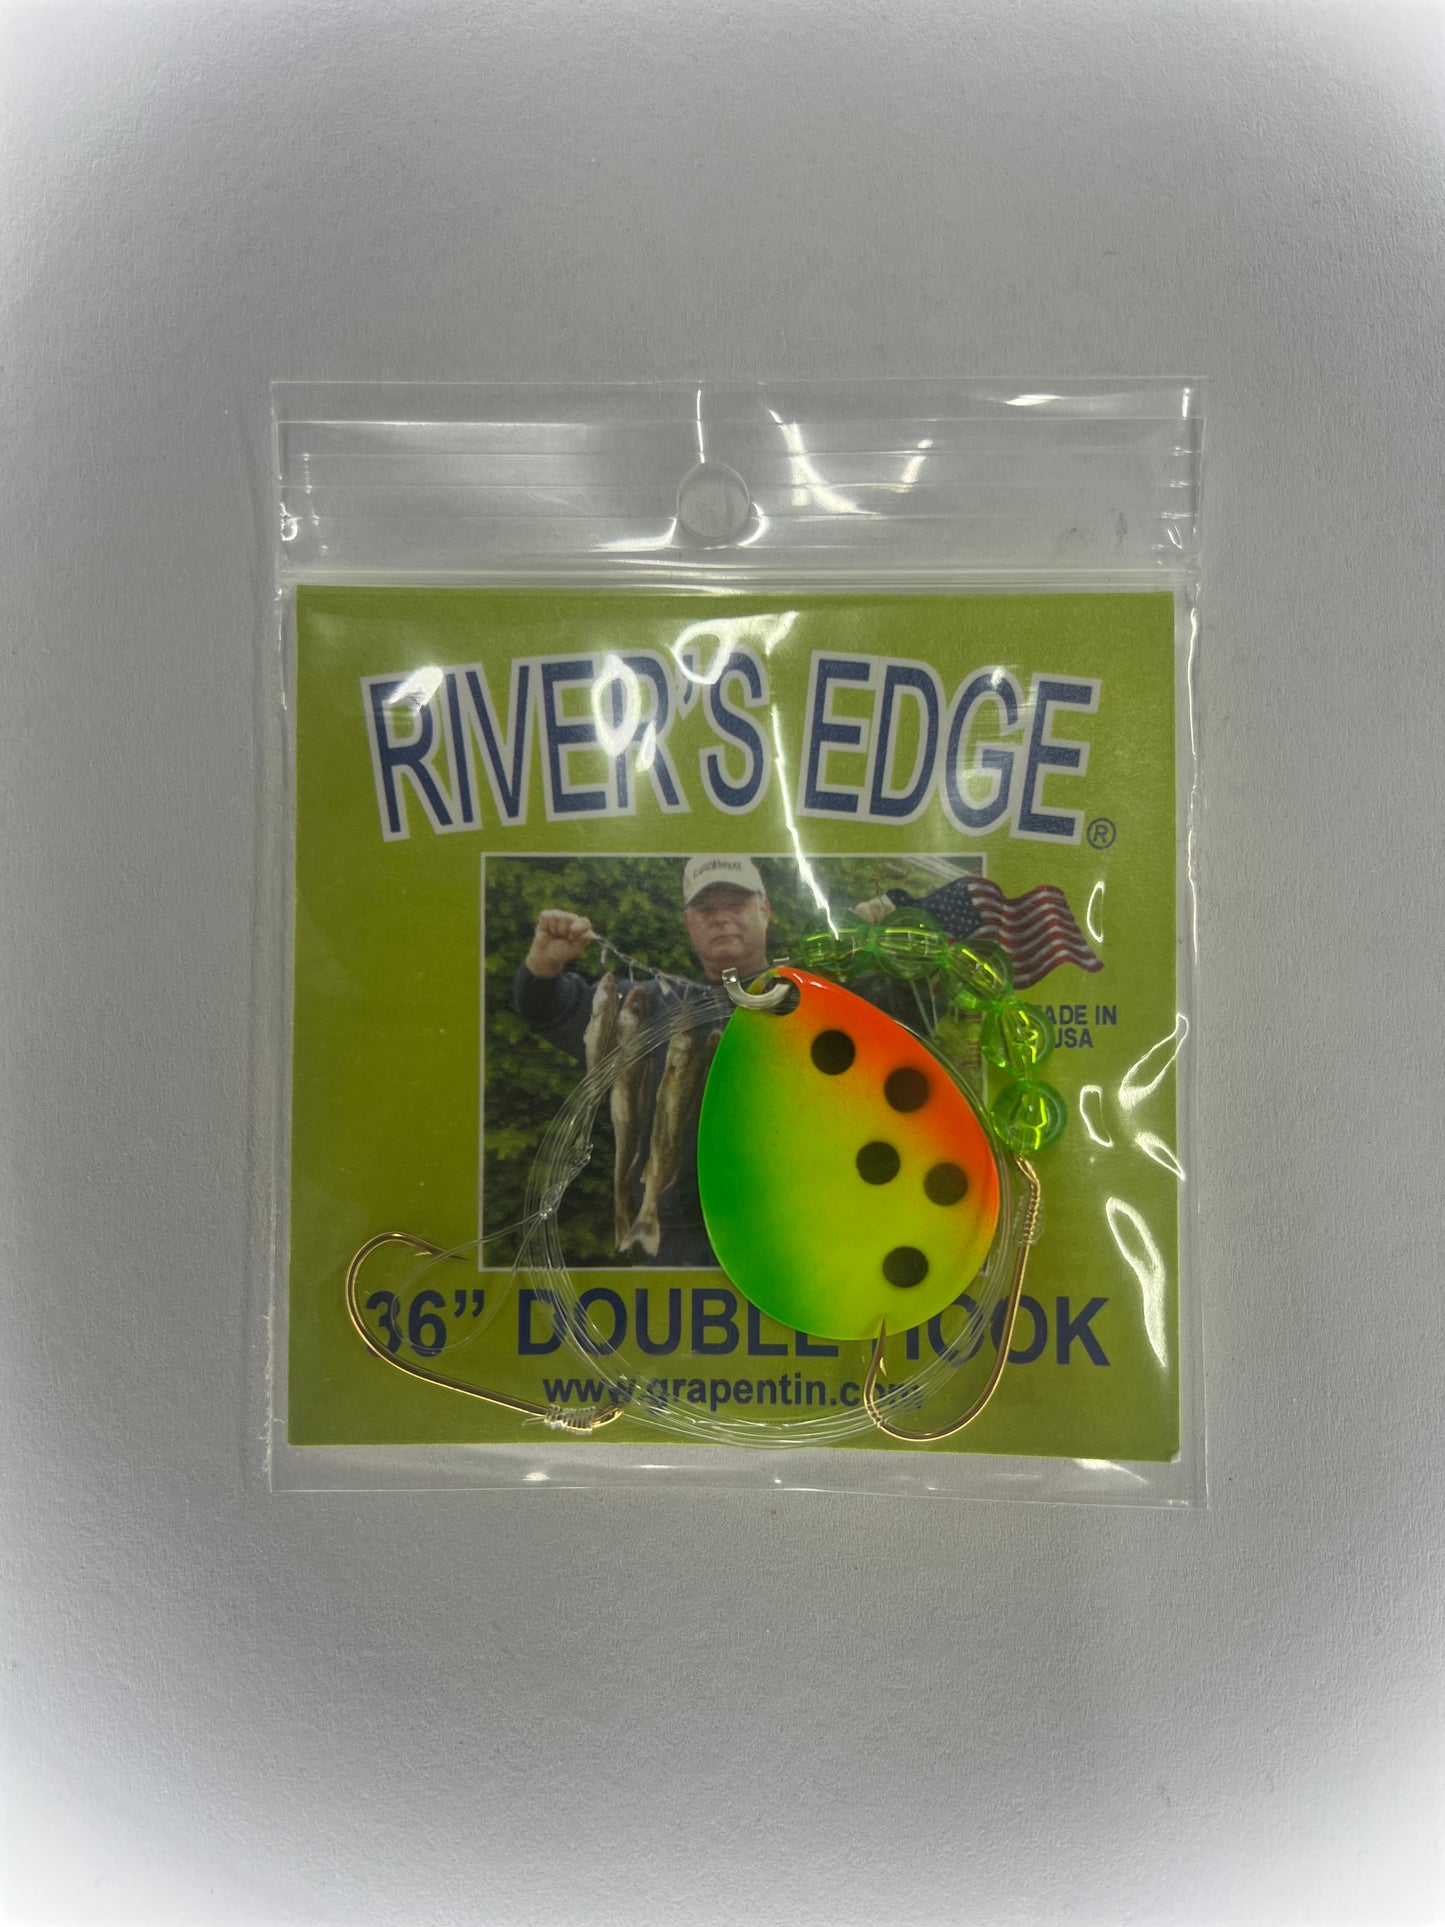 RIVER'S EDGE®
MADE IN
USA
36" DOUBLE HOOK
www.grapentin.com